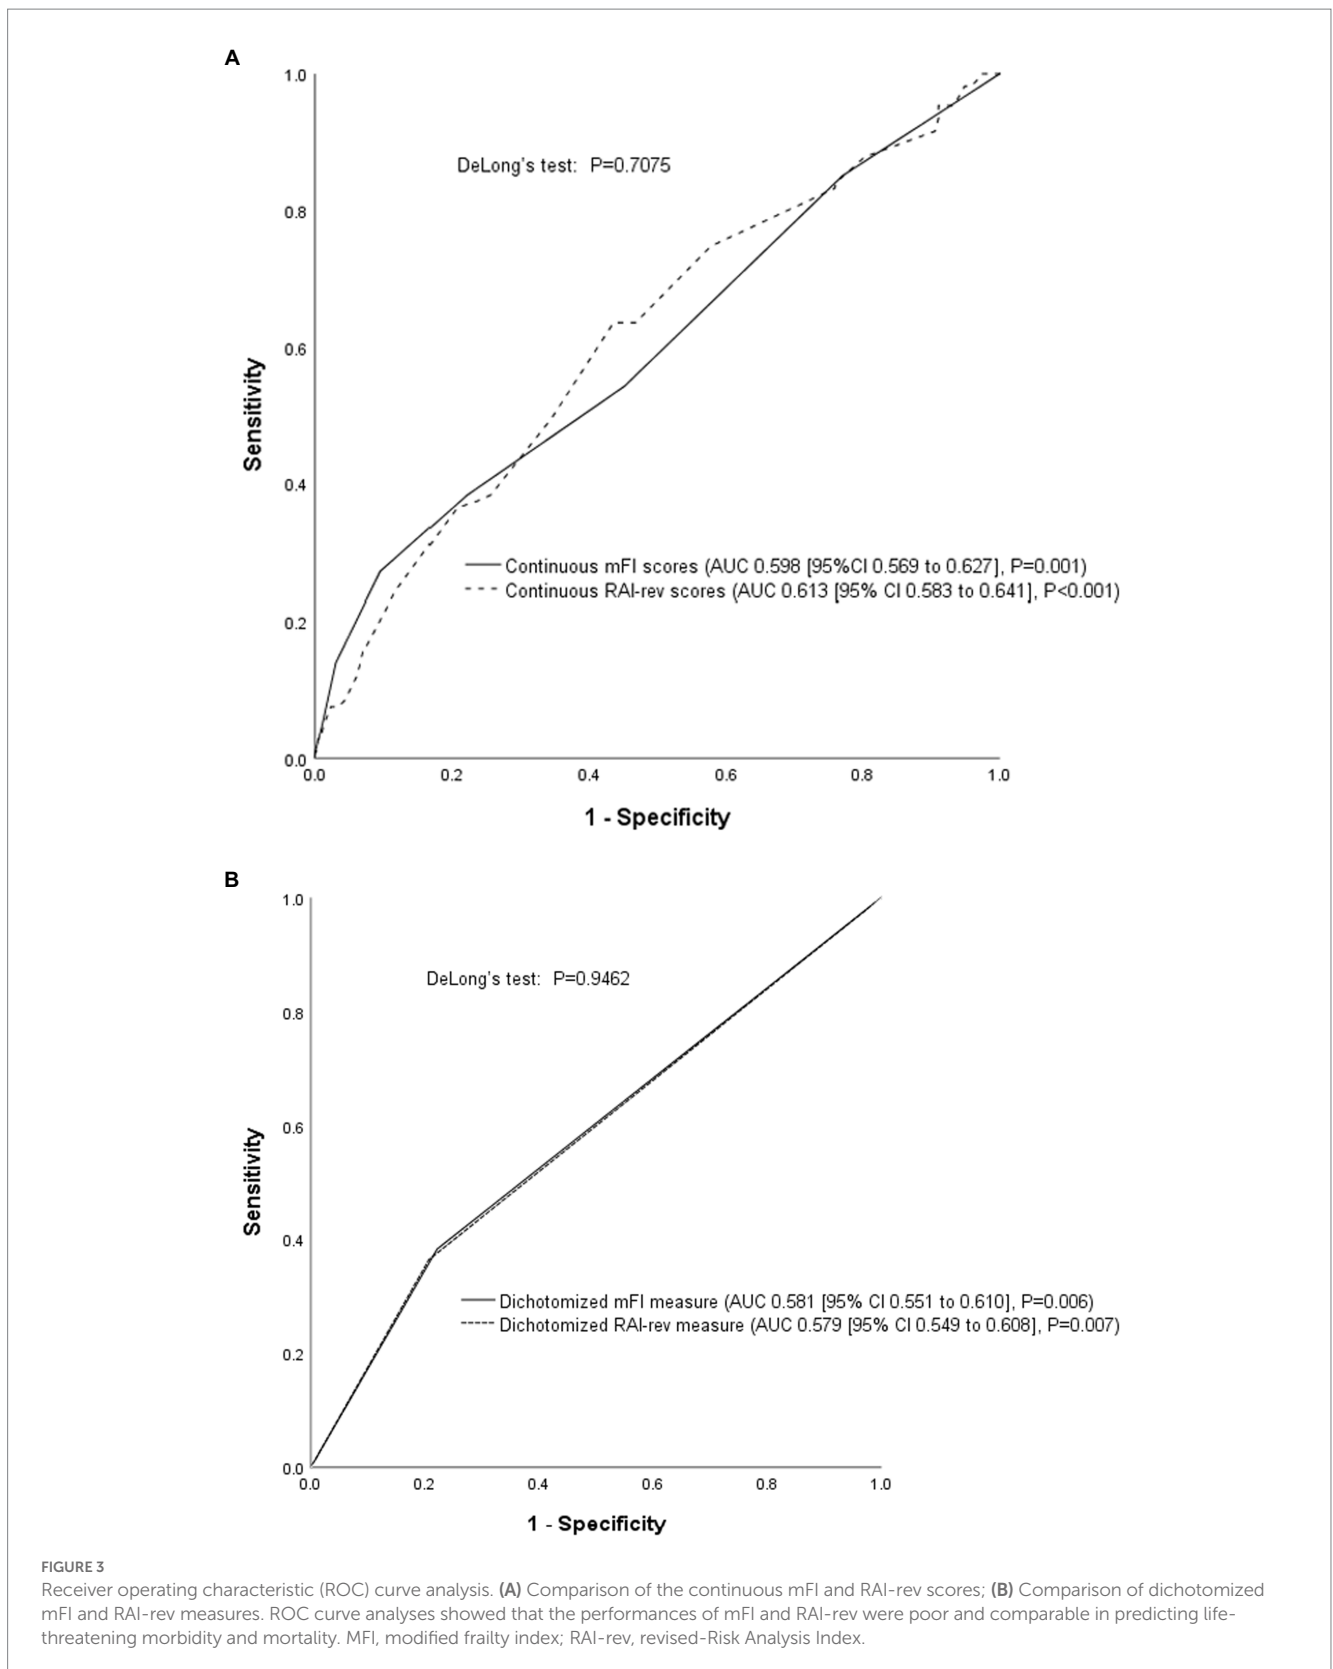 A
1.0
0.8
0.6
0.4
0.2
0.0
Sensitivity
DeLong's test: P=0.7075
Continuous mFI scores (AUC 0.598 [95%CI 0.569 to 0.627], P=0.001)
Continuous RAI-rev scores (AUC 0.613 [95% CI 0.583 to 0.641], P<0.001)
0.0 0.2 0.4 0.6 0.8 1.0
1 - Specificity
B
1.0
0.8
0.6
0.4
0.2
0.0
Sensitivity
DeLong's test: P=0.9462
Dichotomized mFI measure (AUC 0.581 [95% CI 0.551 to 0.610], P=0.006)
Dichotomized RAI-rev measure (AUC 0.579 [95% CI 0.549 to 0.608], P=0.007)
0.0 0.2 0.4 0.6 0.8 1.0
1 - Specificity
FIGURE 3
Receiver operating characteristic (ROC) curve analysis. (A) Comparison of the continuous mFI and RAI-rev scores; (B) Comparison of dichotomized
mFI and RAI-rev measures. ROC curve analyses showed that the performances of mFI and RAI-rev were poor and comparable in predicting life-
threatening morbidity and mortality. MFI, modified frailty index; RAI-rev, revised-Risk Analysis Index.